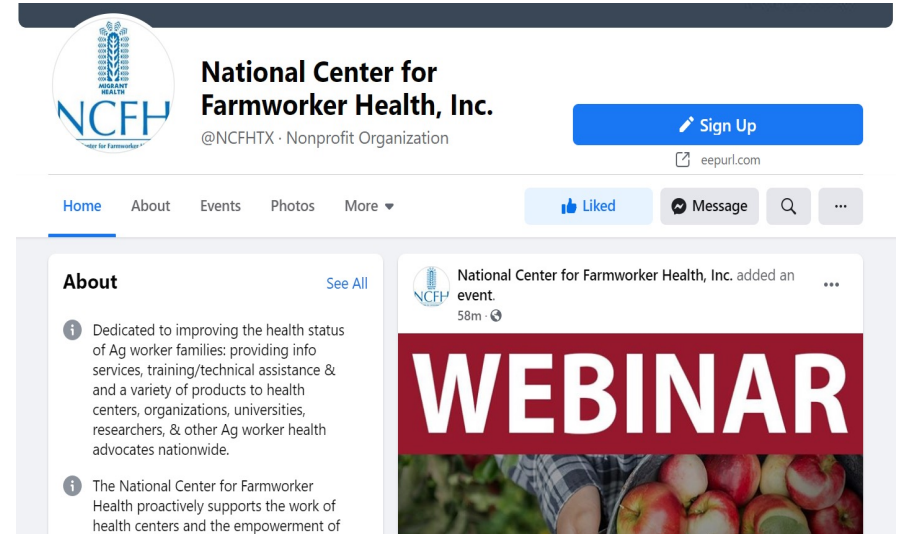 MIGRANT
HEALTH
NCFH
National Center for
Farmworker Health, Inc.
@NCFHTX · Nonprofit Organization
Sign Up
eepurl.com
Home About Events Photos More
Liked Message ...
About See All
Dedicated to improving the health status
of Ag worker families: providing info
services, training/technical assistance &
and a variety of products to health
centers, organizations, universities,
researchers, & other Ag worker health
advocates nationwide.
The National Center for Farmworker
Health proactively supports the work of
health centers and the empowerment of
NCFH
National Center for Farmworker Health, Inc. added an
event.
58m ·
WEBINAR